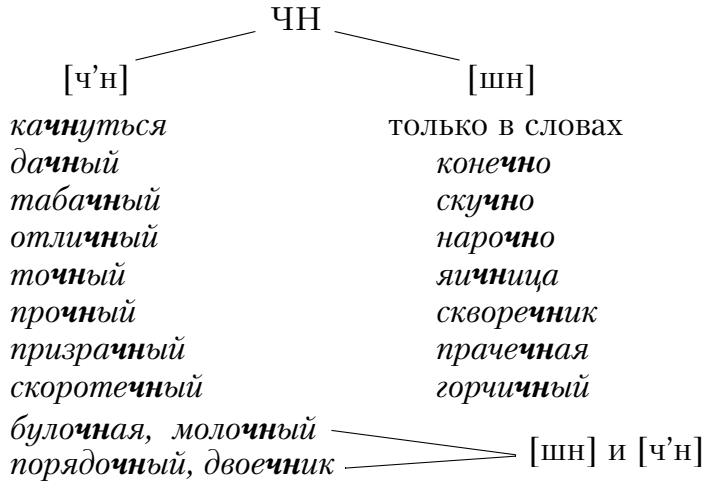 ЧН
[ч’н] [шн]
качнуться только в словах
дачный конечно
табачный скучно
отличный нарочно
точный яичница
прочный скворечник
призрачный прачечная
скоротечный горчичный
булочная, молочный
порядочный, двоечник [шн] и [ч’н]